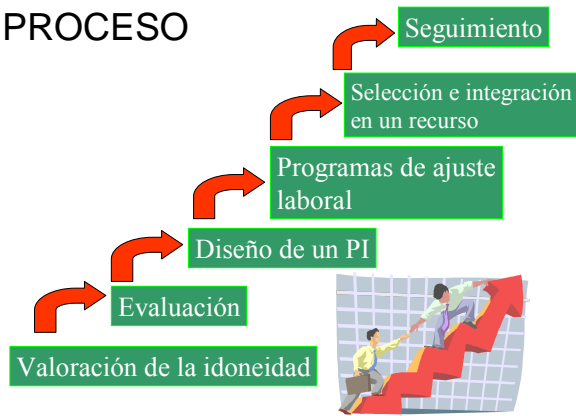 PROCESO
Seguimiento
Selección e integración
en un recurso
Programas de ajuste
laboral
Diseño de un PI
Evaluación
Valoración de la idoneidad